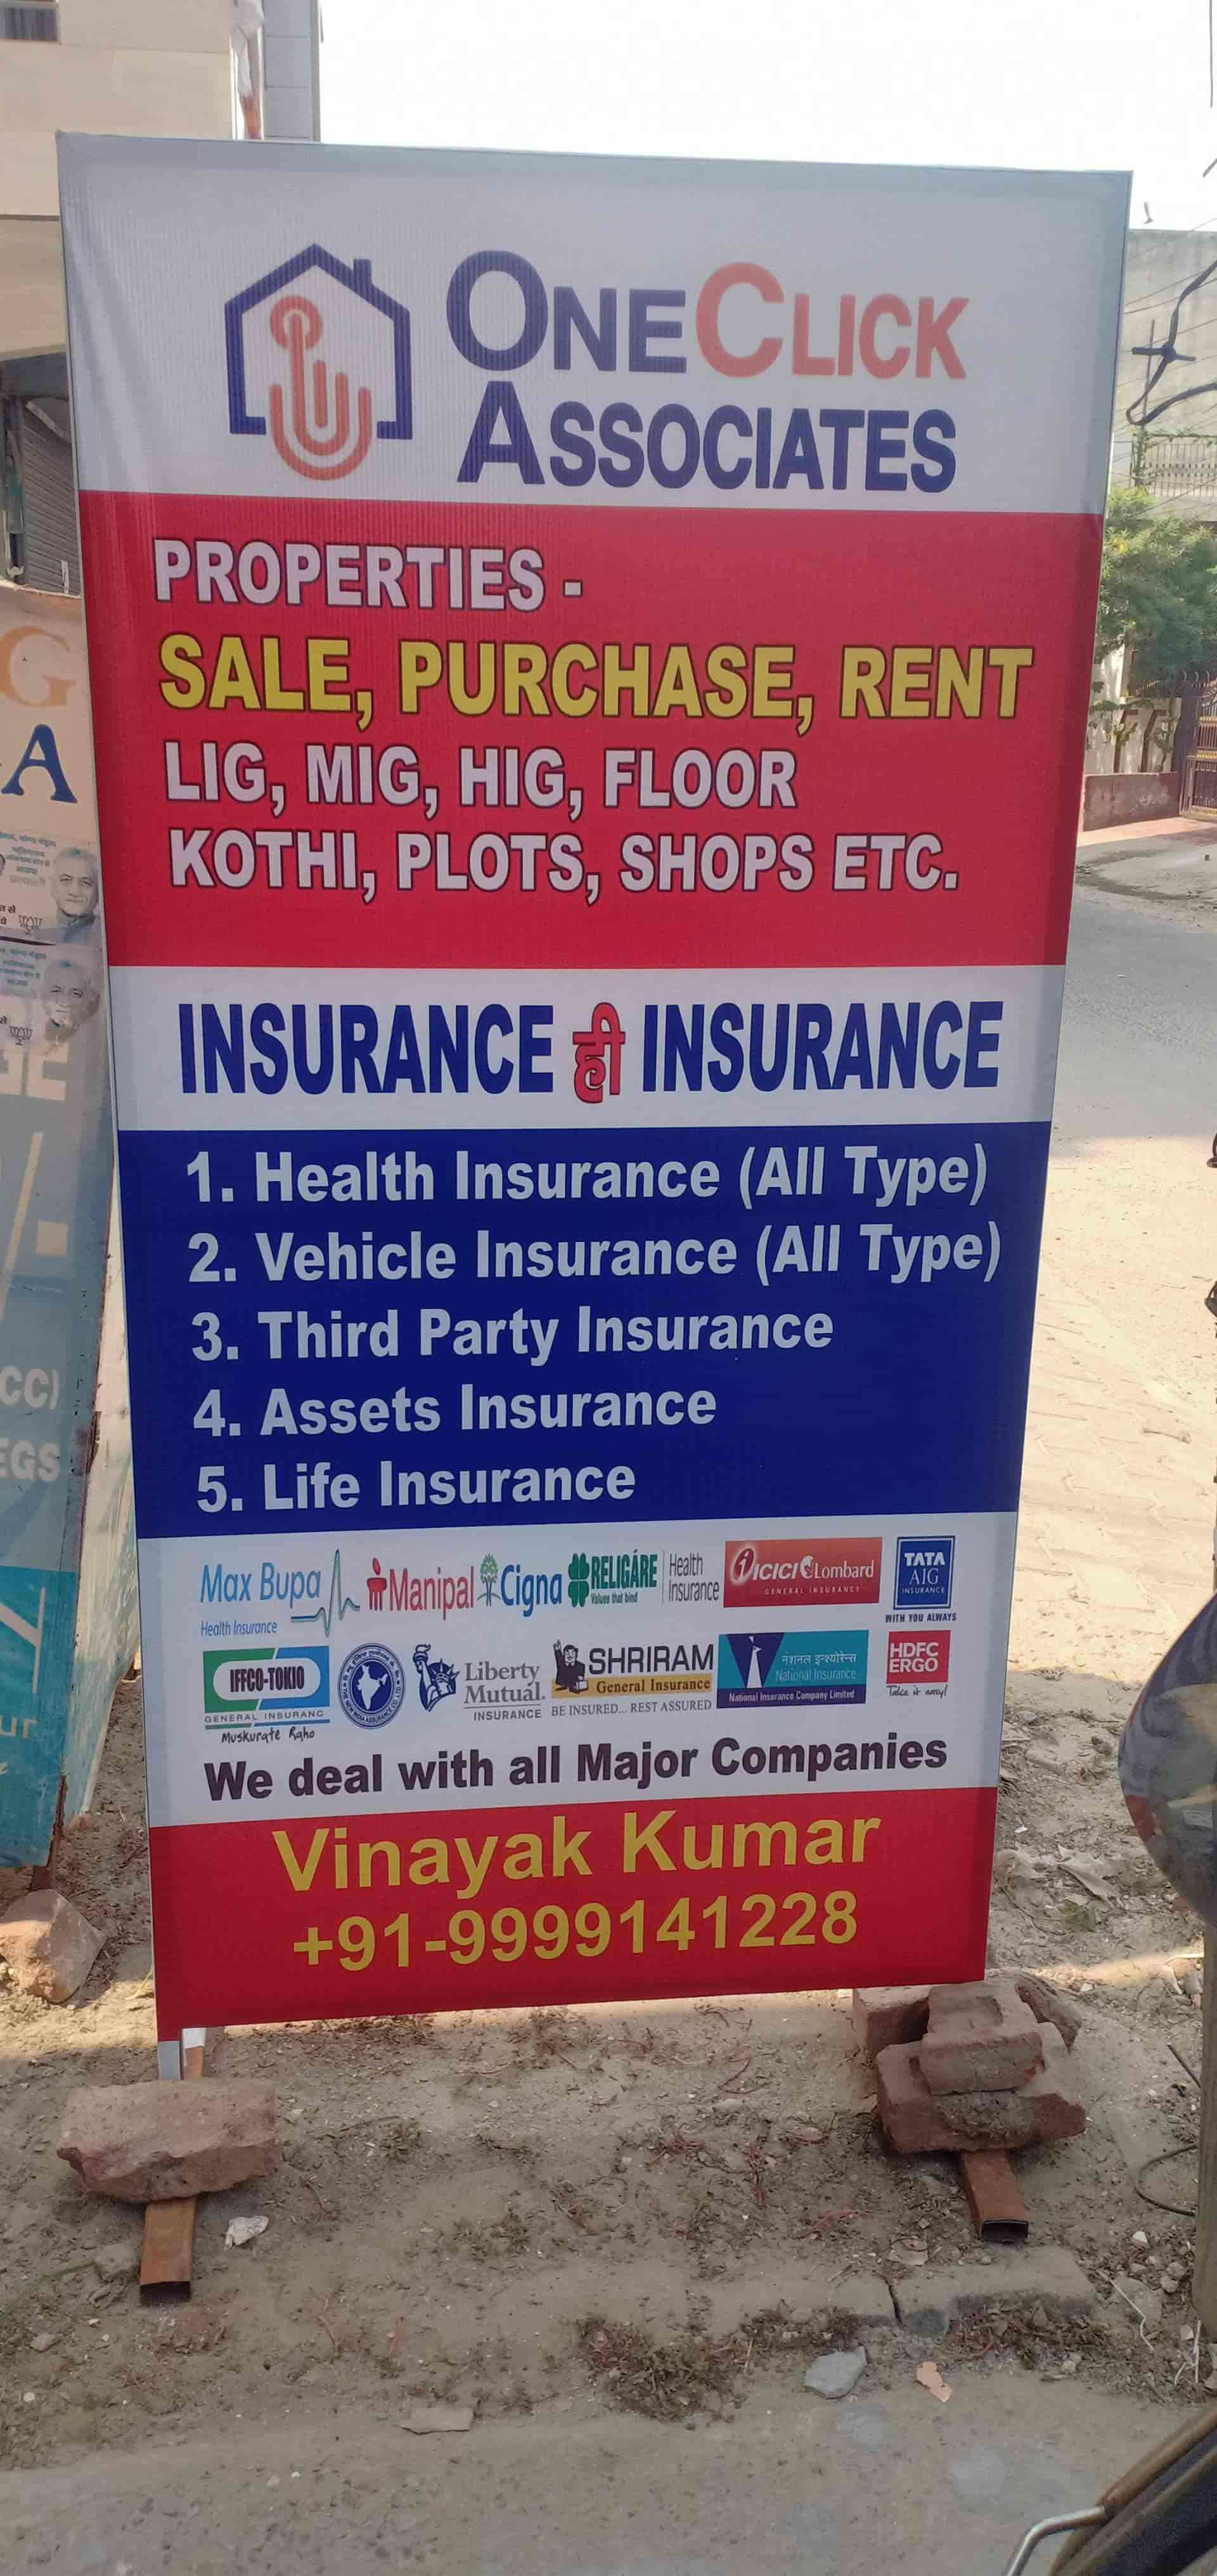 ONECLICK
ASSOCIATES
PROPERTIES -
SALE, PURCHASE, RENT
LIG, MIG, HIG, FLOOR
KOTHI, PLOTS, SHOPS ETC.
INSURANCE ही INSURANCE
1. Health Insurance (All Type)
2. Vehicle Insurance (All Type)
3. Third Party Insurance
4. Assets Insurance
5. Life Insurance
Max Bupa
Health Insurance
Manipal Cigna
RELIGARE
Values that bind
Health
Insurance
ICICI Lombard
GENERAL INSURANCE
TATA
AIG
INSURANCE
WITH YOU ALWAYS
IFFCO-TOKIO
GENERAL INSURANC
Muskurate Raho
Liberty
Mutual.
INSURANCE
SHRIRAM
General Insurance
BE INSURED... REST ASSURED
नेशनल इन्श्योरेन्स
National Insurance
National Insurance Company Limited
HDFC
ERGO
Take it easy!
We deal with all Major Companies
Vinayak Kumar
+91-9999141228
G
A
CC)
EGS
ur